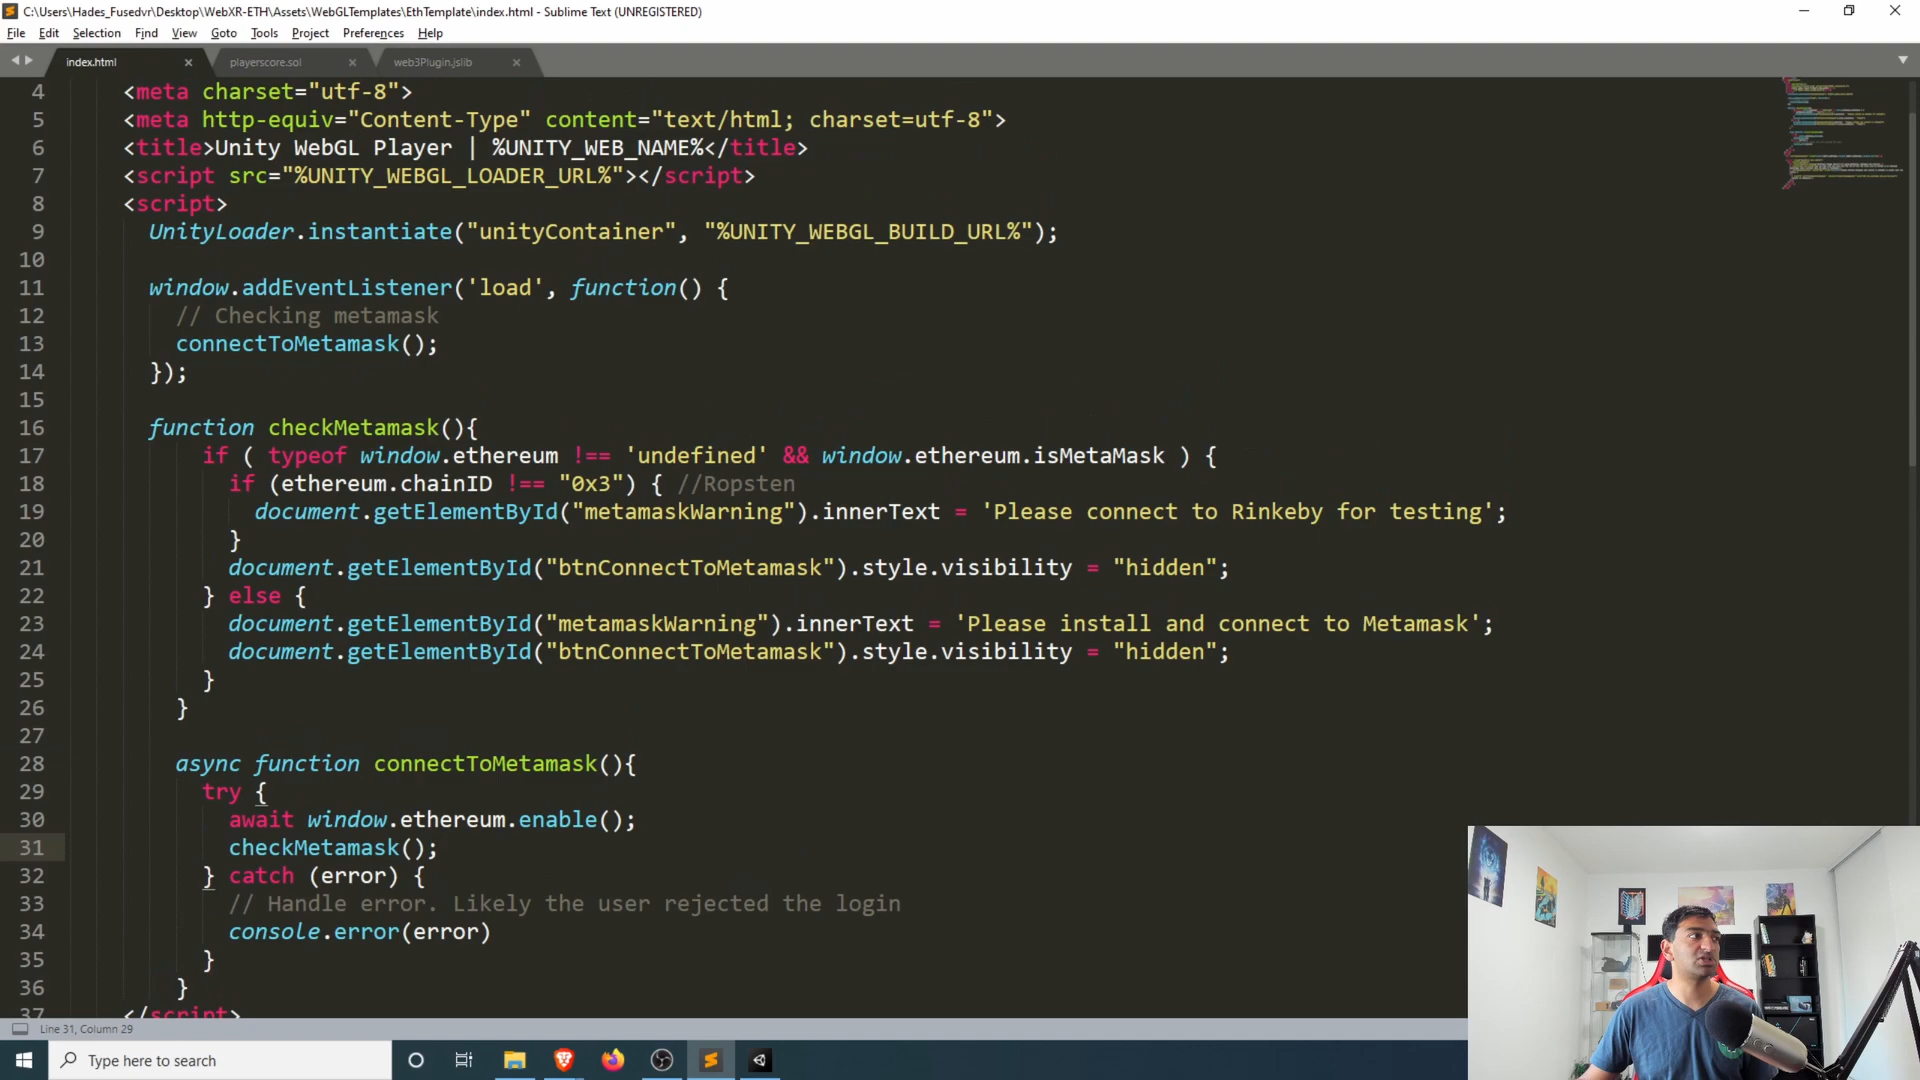 C:\Users\Hades_Fusedvr\Desktop\WebXR-ETH\Assets\WebGLTemplates\EthTemplate\index.html - Sublime Text (UNREGISTERED)
File Edit Selection Find View Goto Tools Project Preferences Help
index.html playerscore.sol web3Plugin.jslib
4 <meta charset="utf-8">
5 <meta http-equiv="Content-Type" content="text/html; charset=utf-8">
6 <title>Unity WebGL Player | %UNITY_WEB_NAME%</title>
7 <script src="%UNITY_WEBGL_LOADER_URL%"></script>
8 <script>
9 UnityLoader.instantiate("unityContainer", "%UNITY_WEBGL_BUILD_URL%");
10
11 window.addEventListener('load', function() {
12 // Checking metamask
13 connectToMetamask();
14 });
15
16 function checkMetamask(){
17 if ( typeof window.ethereum !== 'undefined' && window.ethereum.isMetaMask ) {
18 if (ethereum.chainID !== "0x3") { //Ropsten
19 document.getElementById("metamaskWarning").innerText = 'Please connect to Rinkeby for testing';
20 }
21 document.getElementById("btnConnectToMetamask").style.visibility = "hidden";
22 } else {
23 document.getElementById("metamaskWarning").innerText = 'Please install and connect to Metamask';
24 document.getElementById("btnConnectToMetamask").style.visibility = "hidden";
25 }
26 }
27
28 async function connectToMetamask(){
29 try {
30 await window.ethereum.enable();
31 checkMetamask();
32 } catch (error) {
33 // Handle error. Likely the user rejected the login
34 console.error(error)
35 }
36 }
37 </script>
Line 31, Column 29
Type here to search